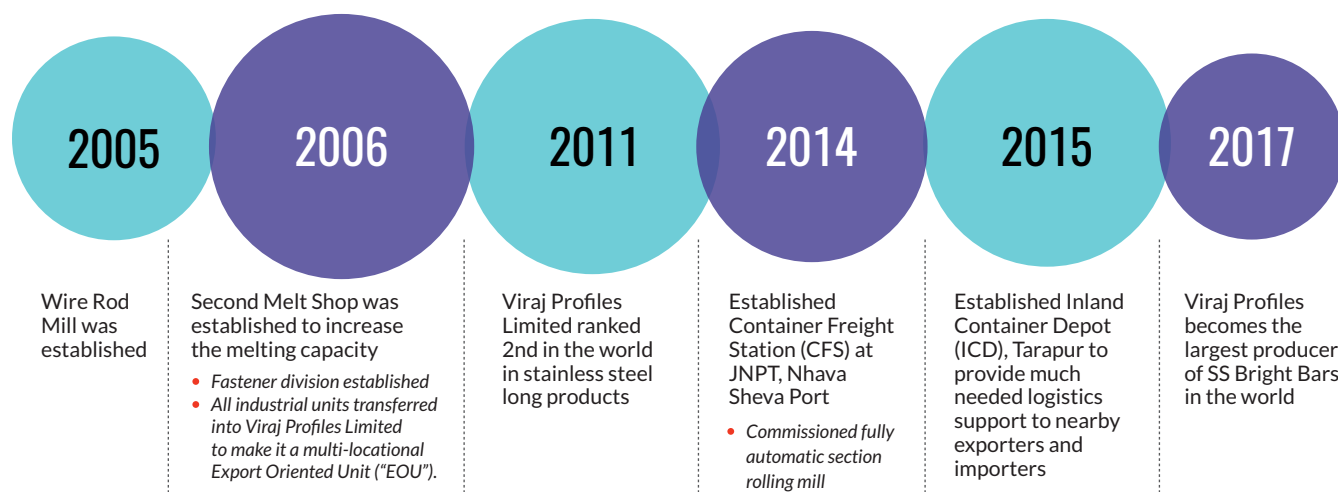 2005
2006
2011
2014
2015
2017
Wire Rod
Mill was
established
Second Melt Shop was
established to increase
the melting capacity
• Fastener division established
• All industrial units transferred
into Viraj Profiles Limited
to make it a multi-locational
Export Oriented Unit (“EOU”).
Viraj Profiles
Limited ranked
2nd in the world
in stainless steel
long products
Established
Container Freight
Station (CFS) at
JNPT, Nhava
Sheva Port
• Commissioned fully
automatic section
rolling mill
Established Inland
Container Depot
(ICD), Tarapur to
provide much
needed logistics
support to nearby
exporters and
importers
Viraj Profiles
becomes the
largest producer
of SS Bright Bars
in the world